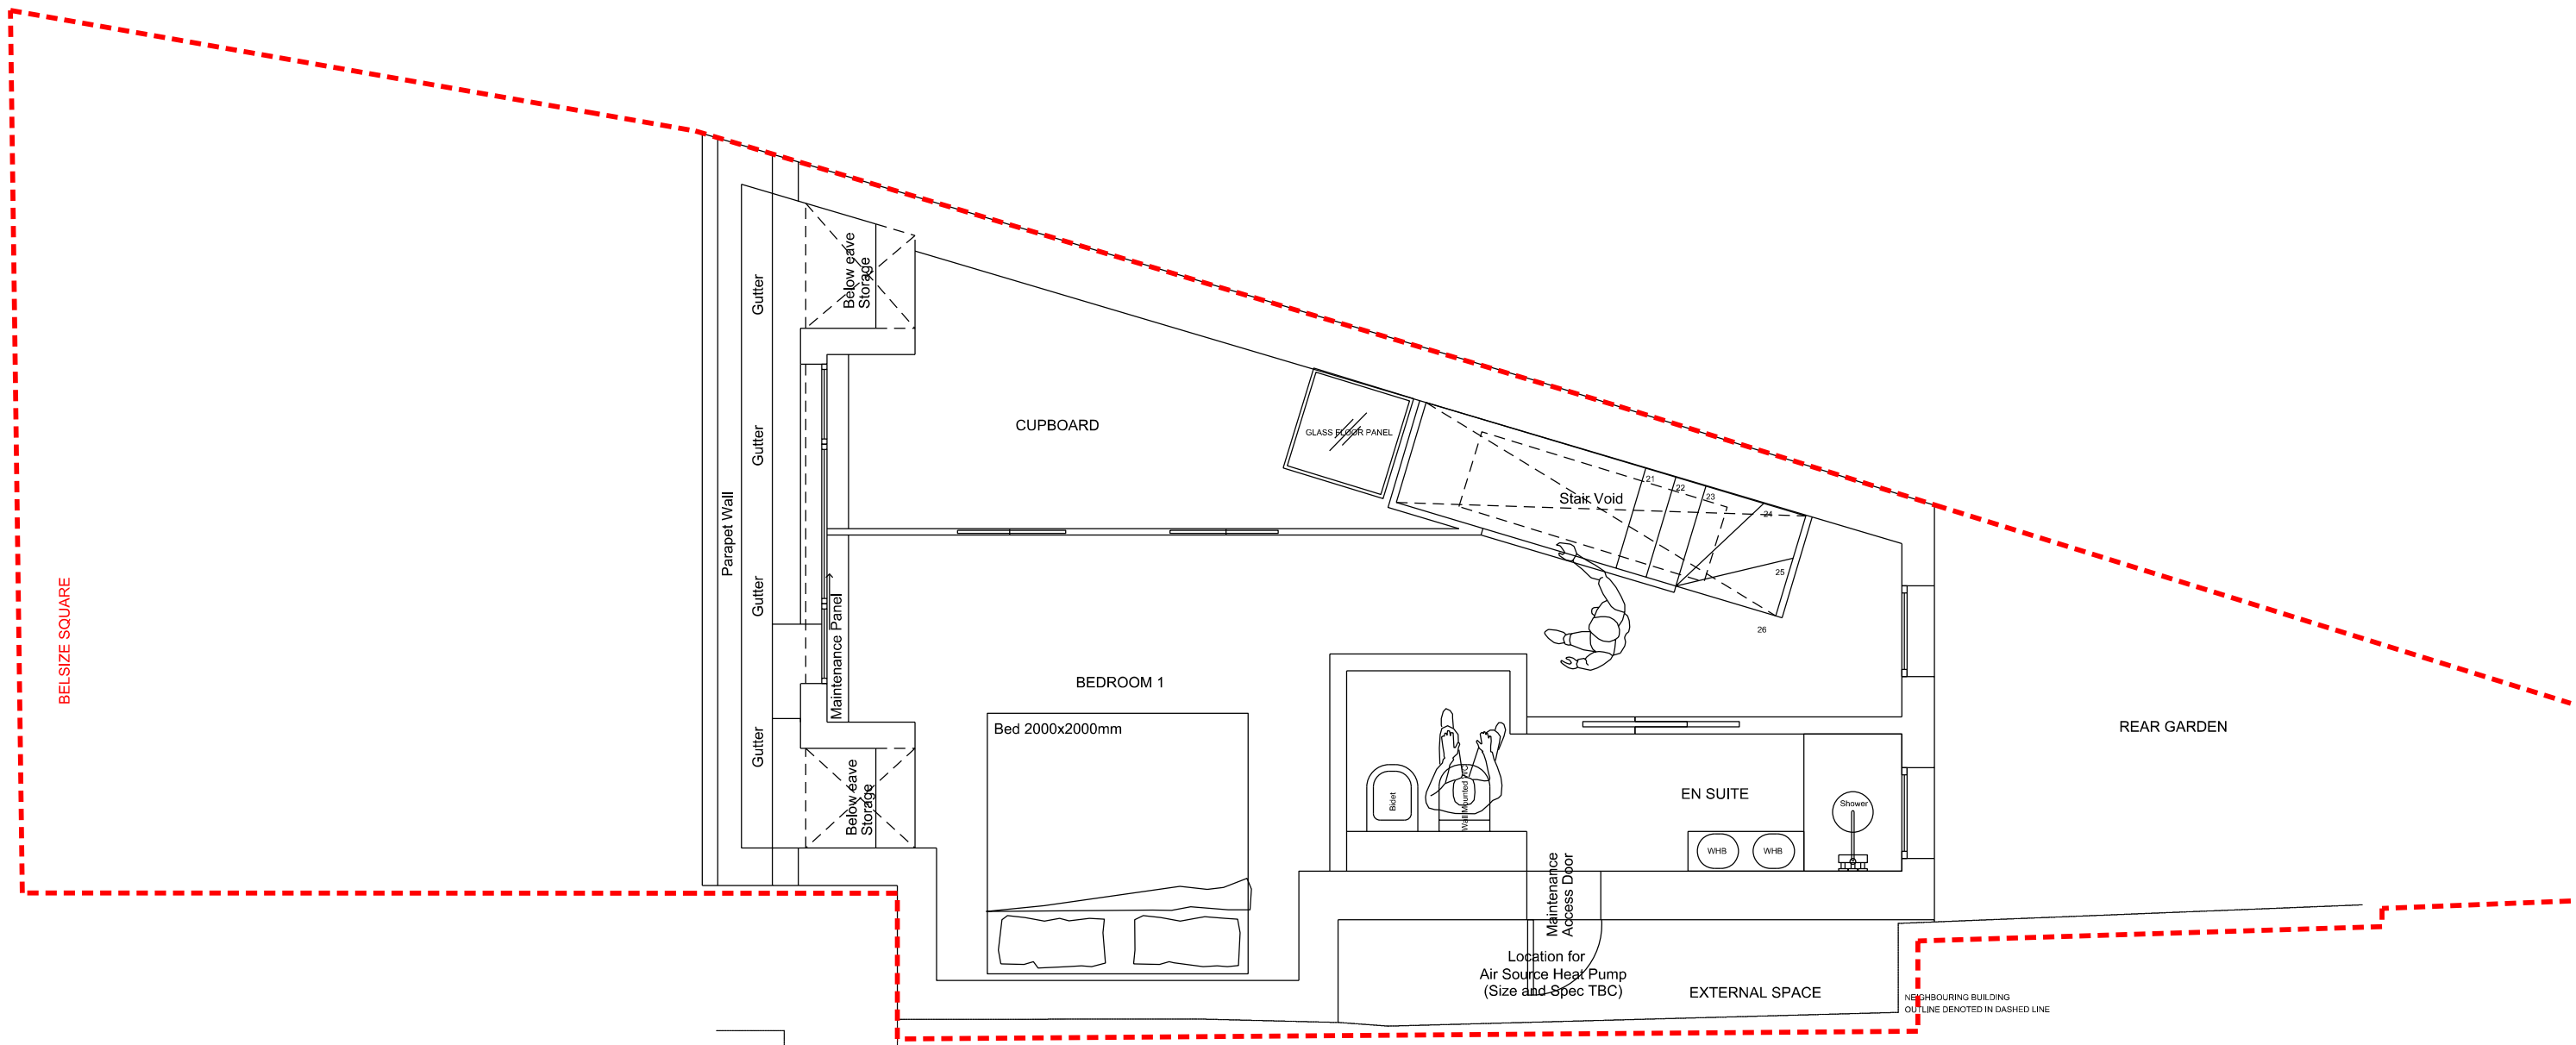 BELSIZE SQUARE
Parapet Wall
Gutter
Gutter
Gutter
Gutter
Below eave
Storage
Below eave
Storage
Maintenance Panel
CUPBOARD
GLASS FLOOR PANEL
Stair Void
21
22
23
24
25
26
BEDROOM 1
Bed 2000x2000mm
Bidet
Wall Mounted WC
EN SUITE
WHB
WHB
Shower
Maintenance
Access Door
Location for
Air Source Heat Pump
(Size and Spec TBC)
EXTERNAL SPACE
REAR GARDEN
NEIGHBOURING BUILDING
OUTLINE DENOTED IN DASHED LINE